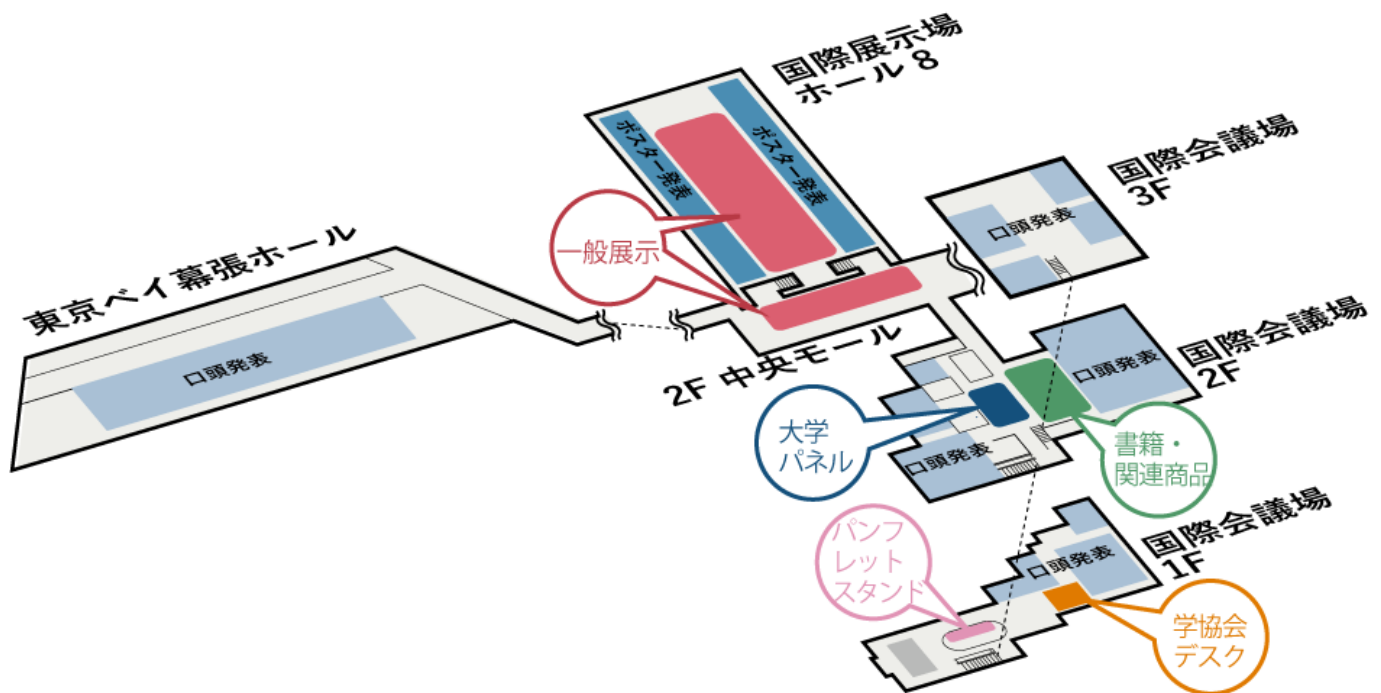 国際展示場
ホール 8
ポスター発表
ポスター発表
一般展示
国際会議場
3F
口頭発表
東京ベイ幕張ホール
口頭発表
2F 中央モール
国際会議場
2F
口頭発表
口頭発表
大学
パネル
書籍・
関連商品
国際会議場
1F
口頭発表
パンフ
レット
スタンド
学協会
デスク